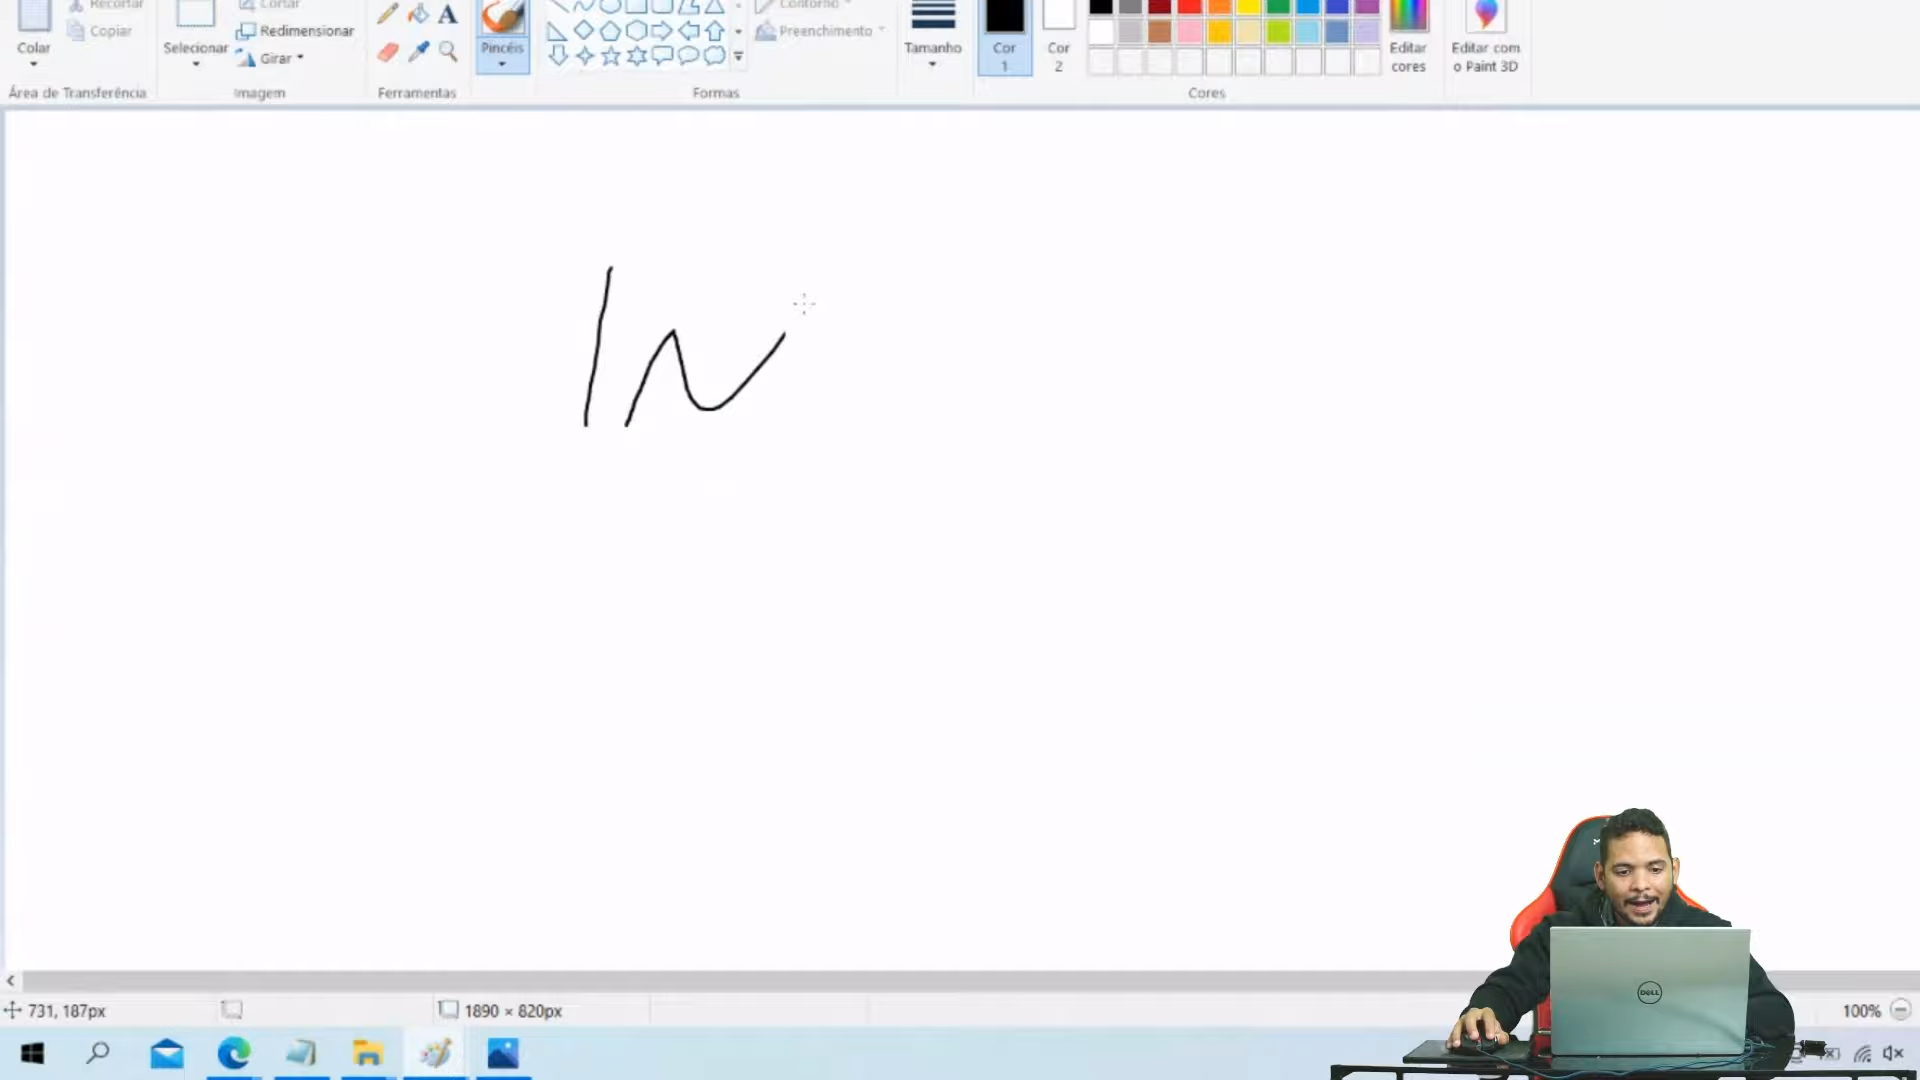 Colar
Recortar
Copiar
Área de Transferência
Selecionar
Cortar
Redimensionar
Girar
Imagem
A
Ferramentas
Pincéis
Formas
Contorno
Preenchimento
Tamanho
Cor
1
Cor
2
Cores
Editar
cores
Editar com
o Paint 3D
IN
731, 187px
1890 × 820px
100%
DELL